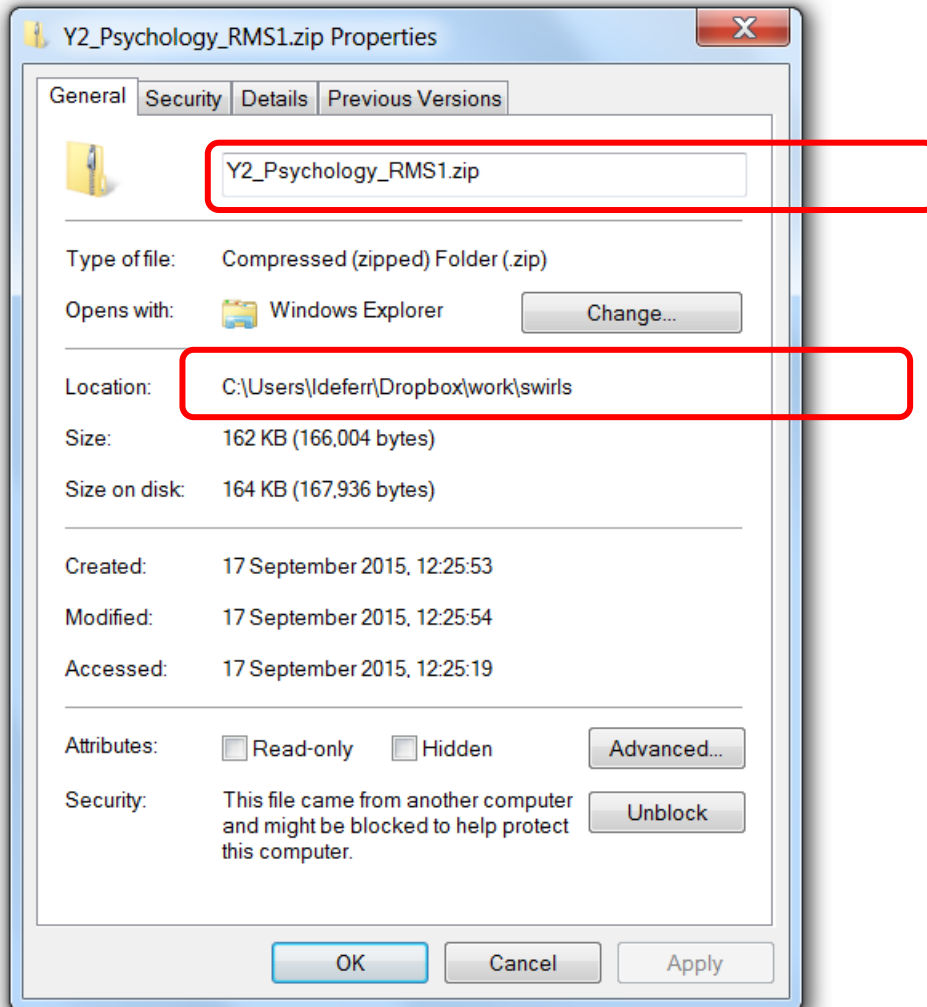 Y2_Psychology_RMS1.zip Properties
X
General Security Details Previous Versions
Y2_Psychology_RMS1.zip
Type of file: Compressed (zipped) Folder (.zip)
Opens with: Windows Explorer Change...
Location: C:\Users\ldeferr\Dropbox\work\swirls
Size: 162 KB (166,004 bytes)
Size on disk: 164 KB (167,936 bytes)
Created: 17 September 2015, 12:25:53
Modified: 17 September 2015, 12:25:54
Accessed: 17 September 2015, 12:25:19
Attributes: Read-only Hidden Advanced...
Security: This file came from another computer
and might be blocked to help protect
this computer.
Unblock
OK Cancel Apply